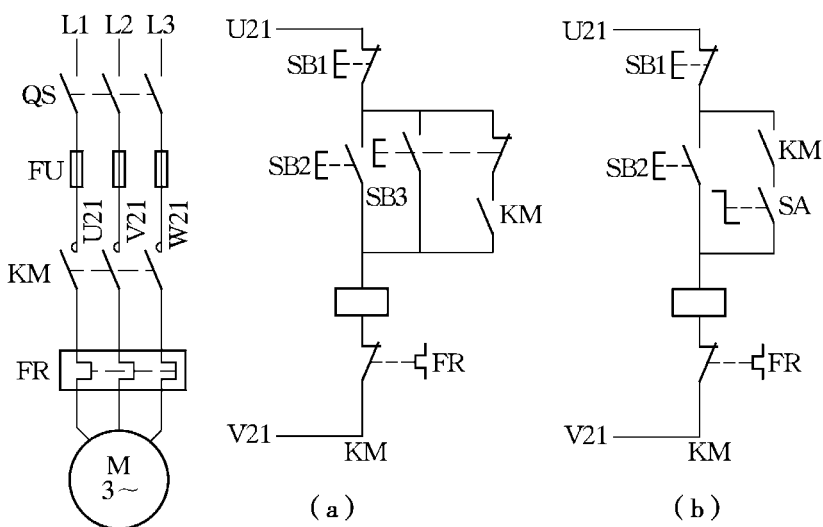 L1 L2 L3
QS
FU
U21
V21
W21
KM
FR
M
3～
U21
SB1
SB2
SB3
KM
FR
V21
KM
(a)
U21
SB1
SB2
KM
SA
FR
V21
KM
(b)